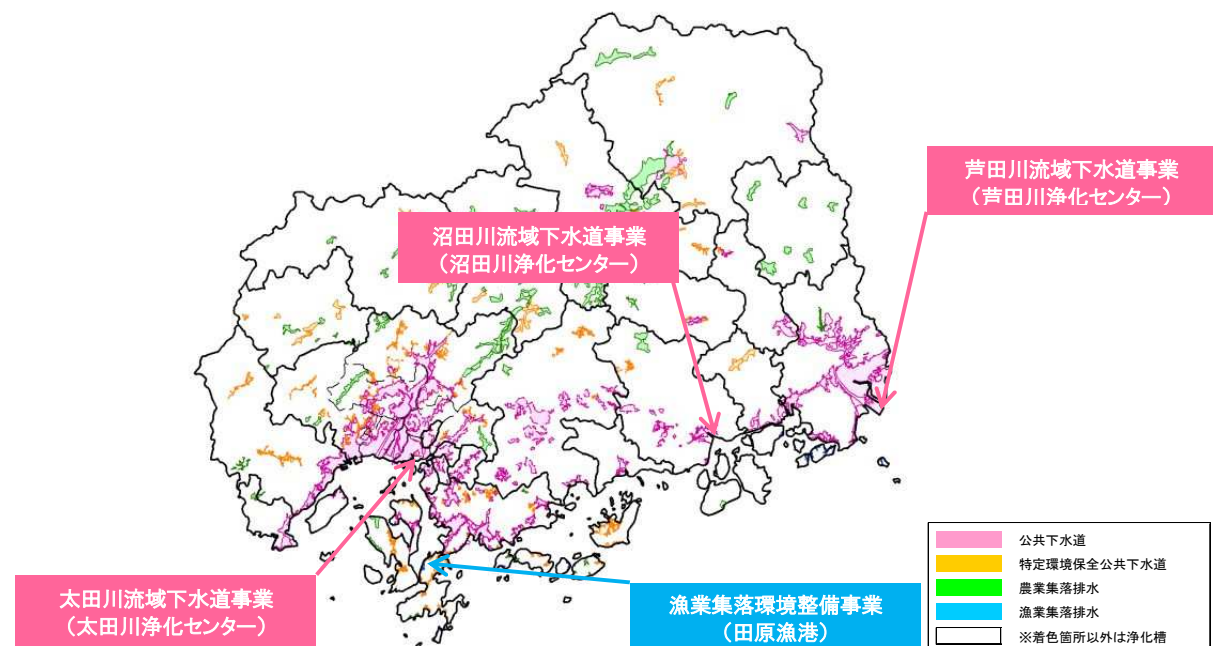 芦田川流域下水道事業
（芦田川浄化センター）
沼田川流域下水道事業
（沼田川浄化センター）
太田川流域下水道事業
（太田川浄化センター）
漁業集落環境整備事業
（田原漁港）
公共下水道
特定環境保全公共下水道
農業集落排水
漁業集落排水
※着色箇所以外は浄化槽